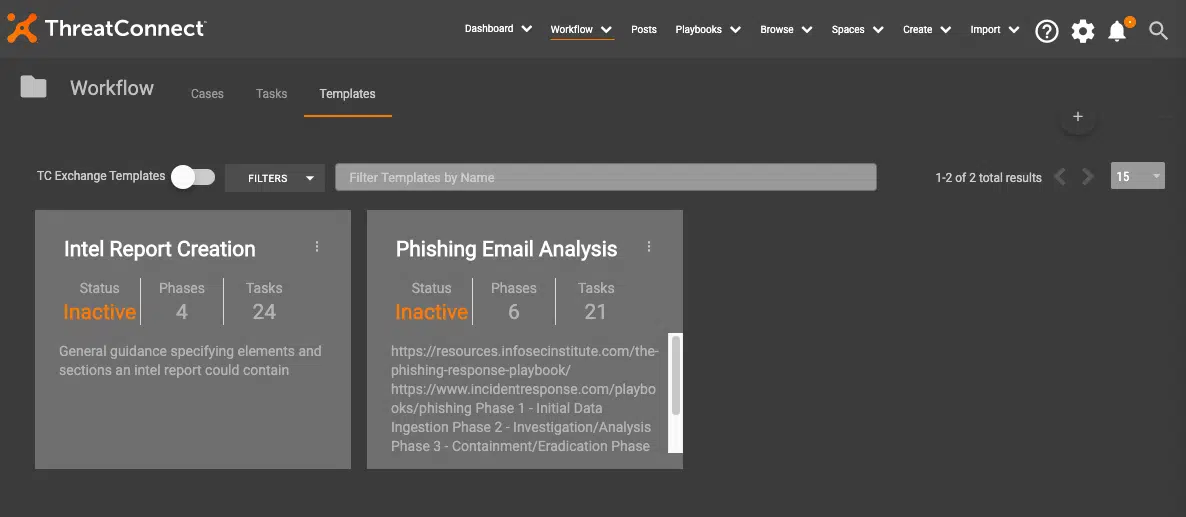 ThreatConnect
Dashboard Workflow Posts Playbooks Browse Spaces Create Import
Workflow Cases Tasks Templates
+
TC Exchange Templates FILTERS Filter Templates by Name 1-2 of 2 total results 15
Intel Report Creation
Status Phases Tasks
Inactive 4 24
General guidance specifying elements and
sections an intel report could contain
Phishing Email Analysis
Status Phases Tasks
Inactive 6 21
https://resources.infosecinstitute.com/the-
phishing-response-playbook/
https://www.incidentresponse.com/playbo
oks/phishing Phase 1 - Initial Data
Ingestion Phase 2 - Investigation/Analysis
Phase 3 - Containment/Eradication Phase